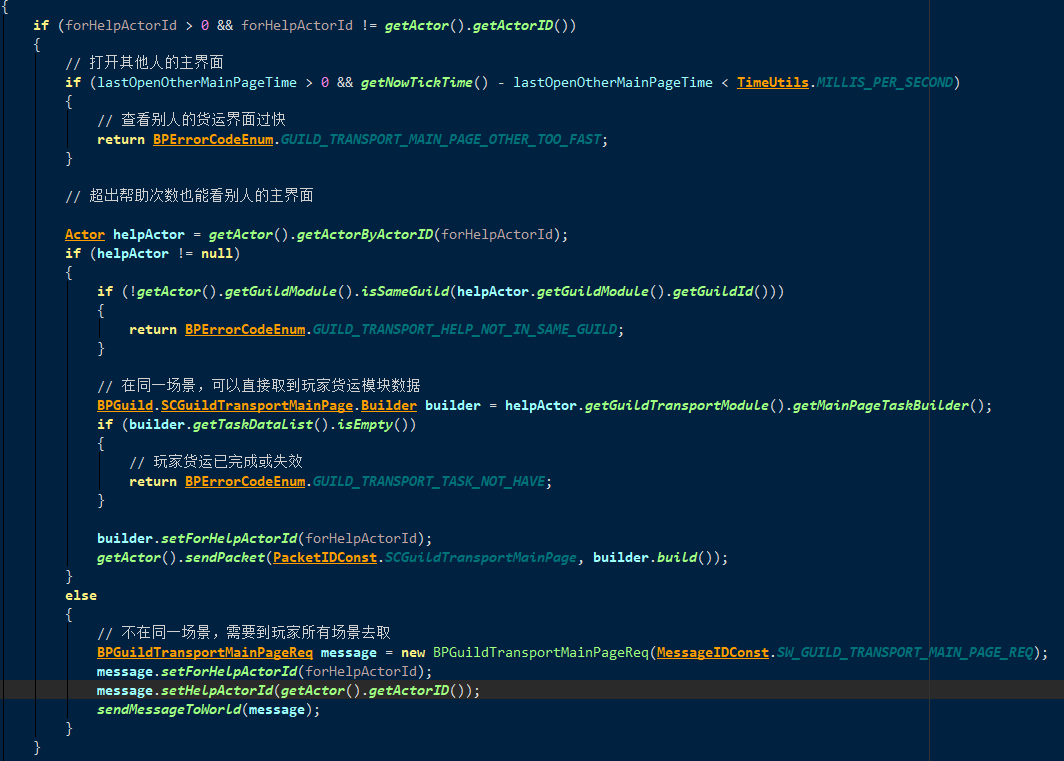 {
if (forHelpActorId > 0 && forHelpActorId != getActor().getActorID())
{
// 打开其他人的主界面
if (lastOpenOtherMainPageTime > 0 && getNowTickTime() - lastOpenOtherMainPageTime < TimeUtils.MILLIS_PER_SECOND)
{
// 查看别人的货运界面过快
return BPErrorCodeEnum.GUILD_TRANSPORT_MAIN_PAGE_OTHER_TOO_FAST;
}
// 超出帮助次数也能看别人的主界面
Actor helpActor = getActor().getActorByActorID(forHelpActorId);
if (helpActor != null)
{
if (!getActor().getGuildModule().isSameGuild(helpActor.getGuildModule().getGuildId()))
{
return BPErrorCodeEnum.GUILD_TRANSPORT_HELP_NOT_IN_SAME_GUILD;
}
// 在同一场景，可以直接取到玩家货运模块数据
BPGuild.SCGuildTransportMainPage.Builder builder = helpActor.getGuildTransportModule().getMainPageTaskBuilder();
if (builder.getTaskDataList().isEmpty())
{
// 玩家货运已完成或失效
return BPErrorCodeEnum.GUILD_TRANSPORT_TASK_NOT_HAVE;
}
builder.setForHelpActorId(forHelpActorId);
getActor().sendPacket(PacketIDConst.SCGuildTransportMainPage, builder.build());
}
else
{
// 不在同一场景，需要到玩家所有场景去取
BPGuildTransportMainPageReq message = new BPGuildTransportMainPageReq(MessageIDConst.SW_GUILD_TRANSPORT_MAIN_PAGE_REQ);
message.setForHelpActorId(forHelpActorId);
message.setHelpActorId(getActor().getActorID());
sendMessageToWorld(message);
}
}